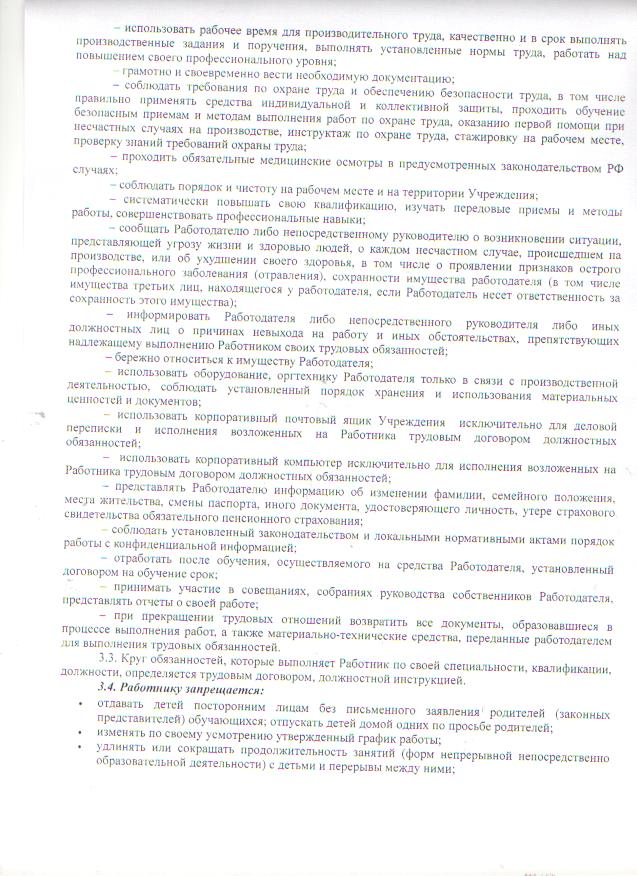 – использовать рабочее время для производительного труда, качественно и в срок выполнять
производственные задания и поручения, выполнять установленные нормы труда, работать над
повышением своего профессионального уровня;
– грамотно и своевременно вести необходимую документацию;
– соблюдать требования по охране труда и обеспечению безопасности труда, в том числе
правильно применять средства индивидуальной и коллективной защиты, проходить обучение
безопасным приемам и методам выполнения работ по охране труда, оказанию первой помощи при
несчастных случаях на производстве, инструктаж по охране труда, стажировку на рабочем месте,
проверку знаний требований охраны труда;
– проходить обязательные медицинские осмотры в предусмотренных законодательством РФ
случаях;
– соблюдать порядок и чистоту на рабочем месте и на территории Учреждения;
– систематически повышать свою квалификацию, изучать передовые приемы и методы
работы, совершенствовать профессиональные навыки;
– сообщать Работодателю либо непосредственному руководителю о возникновении ситуации,
представляющей угрозу жизни и здоровью людей, о каждом несчастном случае, происшедшем на
производстве, или об ухудшении своего здоровья, в том числе о проявлении признаков острого
профессионального заболевания (отравления), сохранности имущества работодателя (в том числе
имущества третьих лиц, находящегося у работодателя, если Работодатель несет ответственность за
сохранность этого имущества);
– информировать Работодателя либо непосредственного руководителя либо иных
должностных лиц о причинах невыхода на работу и иных обстоятельствах, препятствующих
надлежащему выполнению Работником своих трудовых обязанностей;
– бережно относиться к имуществу Работодателя;
– использовать оборудование, оргтехнику Работодателя только в связи с производственной
деятельностью, соблюдать установленный порядок хранения и использования материальных
ценностей и документов;
– использовать корпоративный почтовый ящик Учреждения исключительно для деловой
переписки и исполнения возложенных на Работника трудовым договором должностных
обязанностей;
– использовать корпоративный компьютер исключительно для исполнения возложенных на
Работника трудовым договором должностных обязанностей;
– представлять Работодателю информацию об изменении фамилии, семейного положения,
места жительства, смены паспорта, иного документа, удостоверяющего личность, утере страхового
свидетельства обязательного пенсионного страхования;
– соблюдать установленный законодательством и локальными нормативными актами порядок
работы с конфиденциальной информацией;
– отработать после обучения, осуществляемого на средства Работодателя, установленный
договором на обучение срок;
– принимать участие в совещаниях, собраниях руководства собственников Работодателя,
представлять отчеты о своей работе;
– при прекращении трудовых отношений возвратить все документы, образовавшиеся в
процессе выполнения работ, а также материально-технические средства, переданные работодателем
для выполнения трудовых обязанностей.
3.3. Круг обязанностей, которые выполняет Работник по своей специальности, квалификации,
должности, определяется трудовым договором, должностной инструкцией.
3.4. Работнику запрещается:
• отдавать детей посторонним лицам без письменного заявления родителей (законных
представителей) обучающихся; отпускать детей домой одних по просьбе родителей;
• изменять по своему усмотрению утвержденный график работы;
• удлинять или сокращать продолжительность занятий (форм непрерывной непосредственно
образовательной деятельности) с детьми и перерывы между ними;